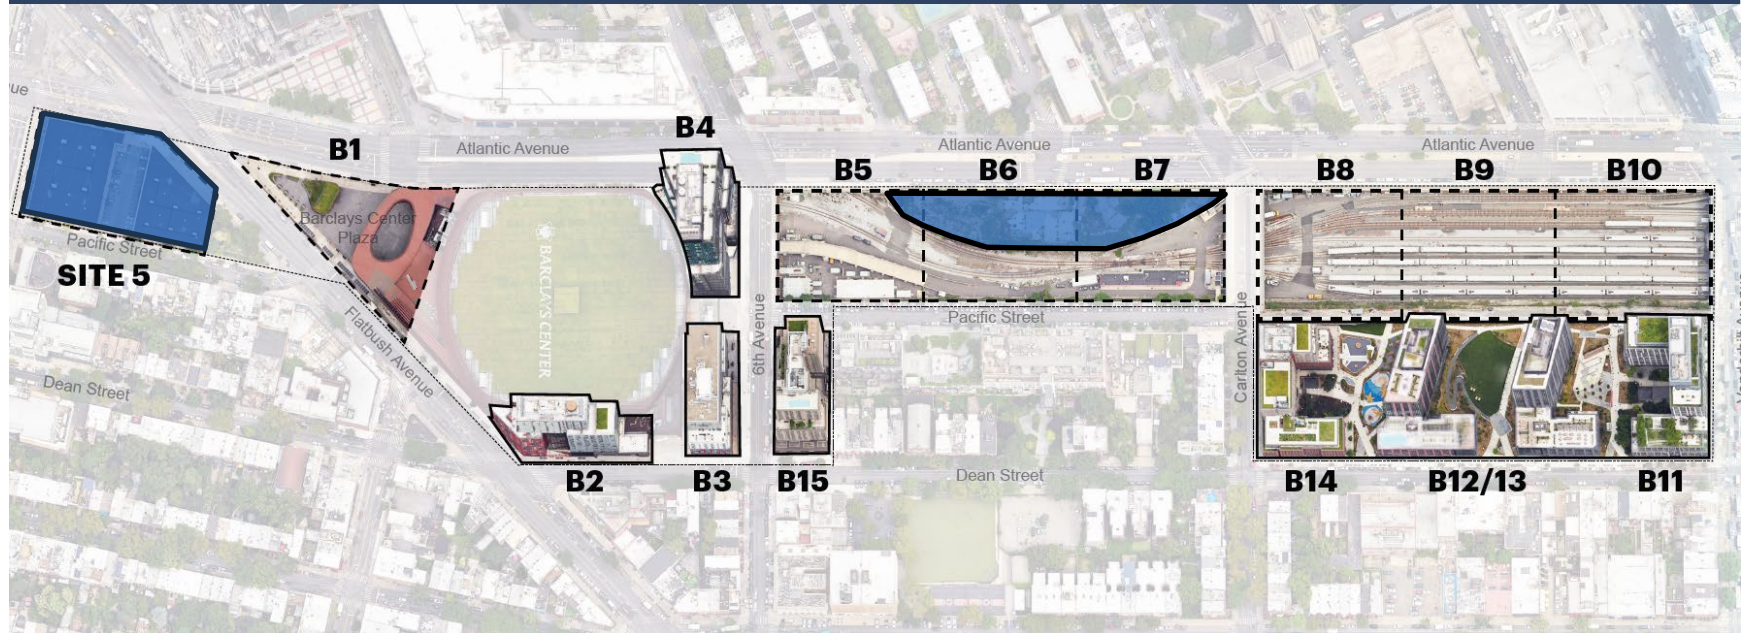 ue
B4
B1
Atlantic Avenue
Atlantic Avenue
Atlantic Avenue
B5
B6
B7
B8
B9
B10
Barclays Center
Plaza
Pacific Street
SITE 5
BARCLAYS CENTER
Flatbush Avenue
6th Avenue
Pacific Street
Carlton Avenue
Dean Street
Dean Street
B2
B3
B15
B14
B12/13
B11